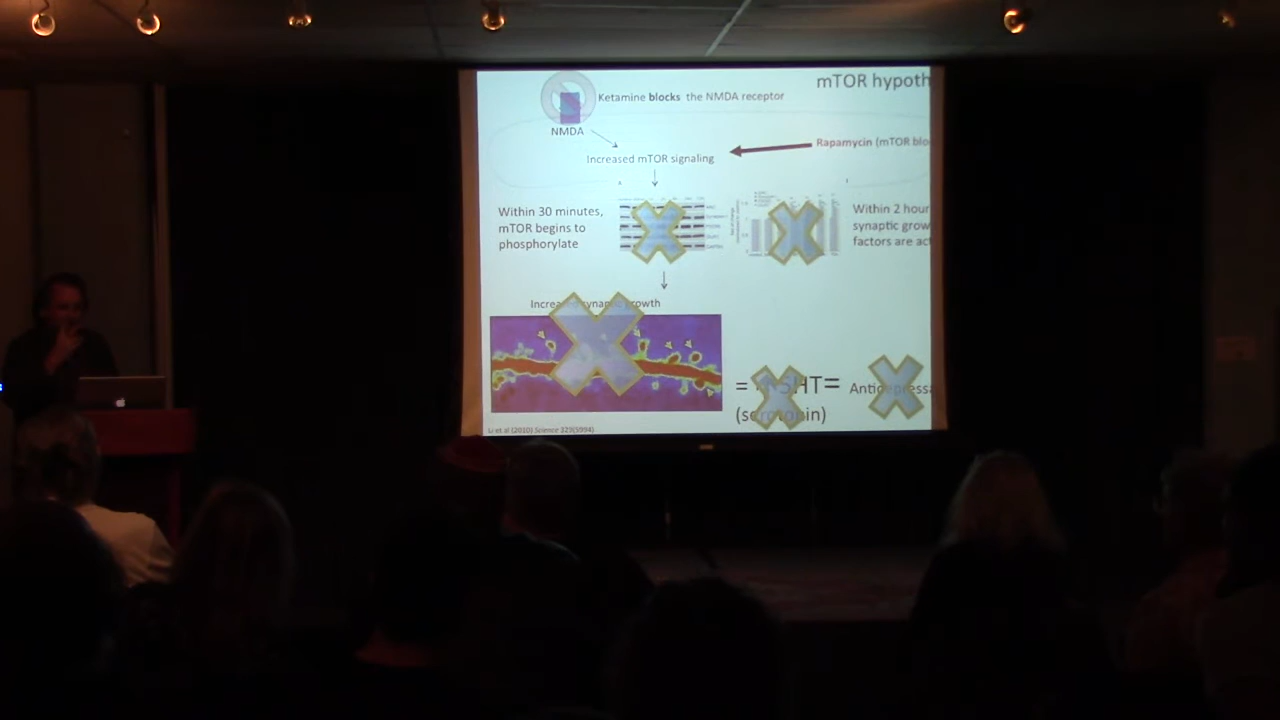 mTOR hypoth
Ketamine blocks the NMDA receptor
NMDA
Rapamycin (mTOR blo
Increased mTOR signaling
Within 30 minutes,
mTOR begins to
phosphorylate
Within 2 hour
synaptic grow
factors are act
Increased synaptic growth
= 5HT=
(serotonin)
Antidepressa
Li et al (2010) Science 329(5994)